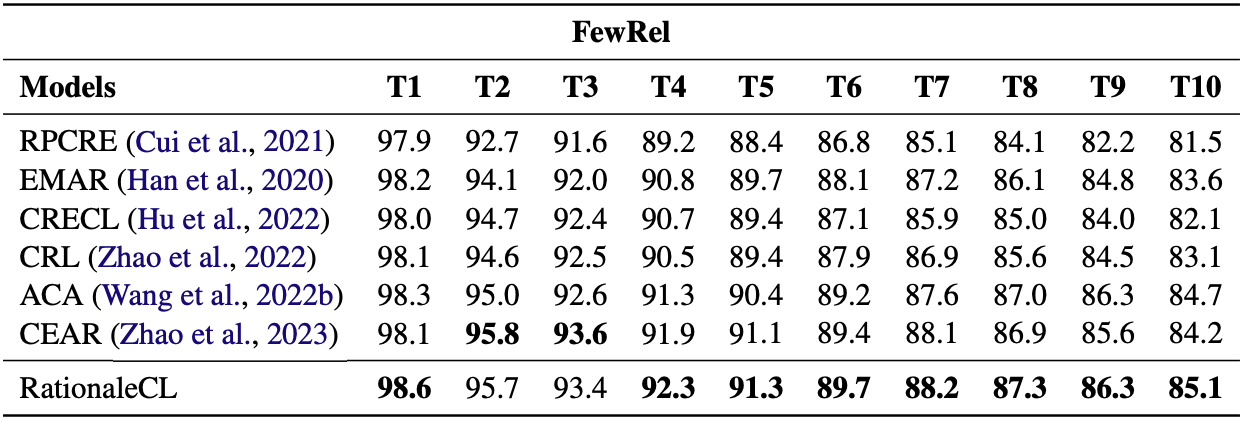 FewRel
Models T1 T2 T3 T4 T5 T6 T7 T8 T9 T10
RPCRE (Cui et al., 2021) 97.9 92.7 91.6 89.2 88.4 86.8 85.1 84.1 82.2 81.5
EMAR (Han et al., 2020) 98.2 94.1 92.0 90.8 89.7 88.1 87.2 86.1 84.8 83.6
CRECL (Hu et al., 2022) 98.0 94.7 92.4 90.7 89.4 87.1 85.9 85.0 84.0 82.1
CRL (Zhao et al., 2022) 98.1 94.6 92.5 90.5 89.4 87.9 86.9 85.6 84.5 83.1
ACA (Wang et al., 2022b) 98.3 95.0 92.6 91.3 90.4 89.2 87.6 87.0 86.3 84.7
CEAR (Zhao et al., 2023) 98.1 95.8 93.6 91.9 91.1 89.4 88.1 86.9 85.6 84.2
RationaleCL 98.6 95.7 93.4 92.3 91.3 89.7 88.2 87.3 86.3 85.1